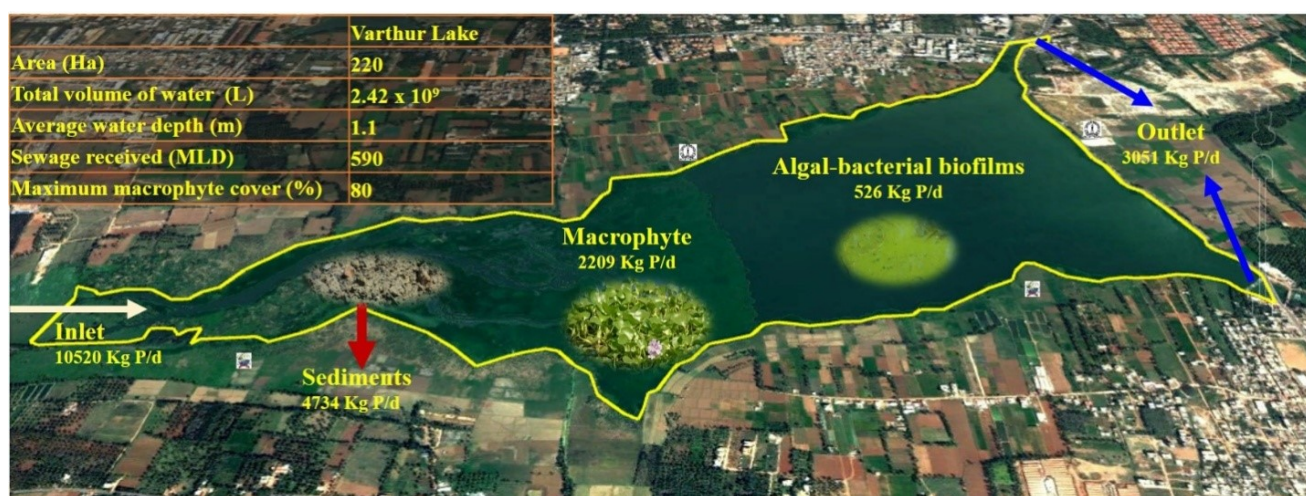 Varthur Lake
Area (Ha) 220
Total volume of water (L) 2.42 x 10⁹
Average water depth (m) 1.1
Sewage received (MLD) 590
Maximum macrophyte cover (%) 80
Outlet
3051 Kg P/d
Algal-bacterial biofilms
526 Kg P/d
Macrophyte
2209 Kg P/d
Inlet
10520 Kg P/d
Sediments
4734 Kg P/d